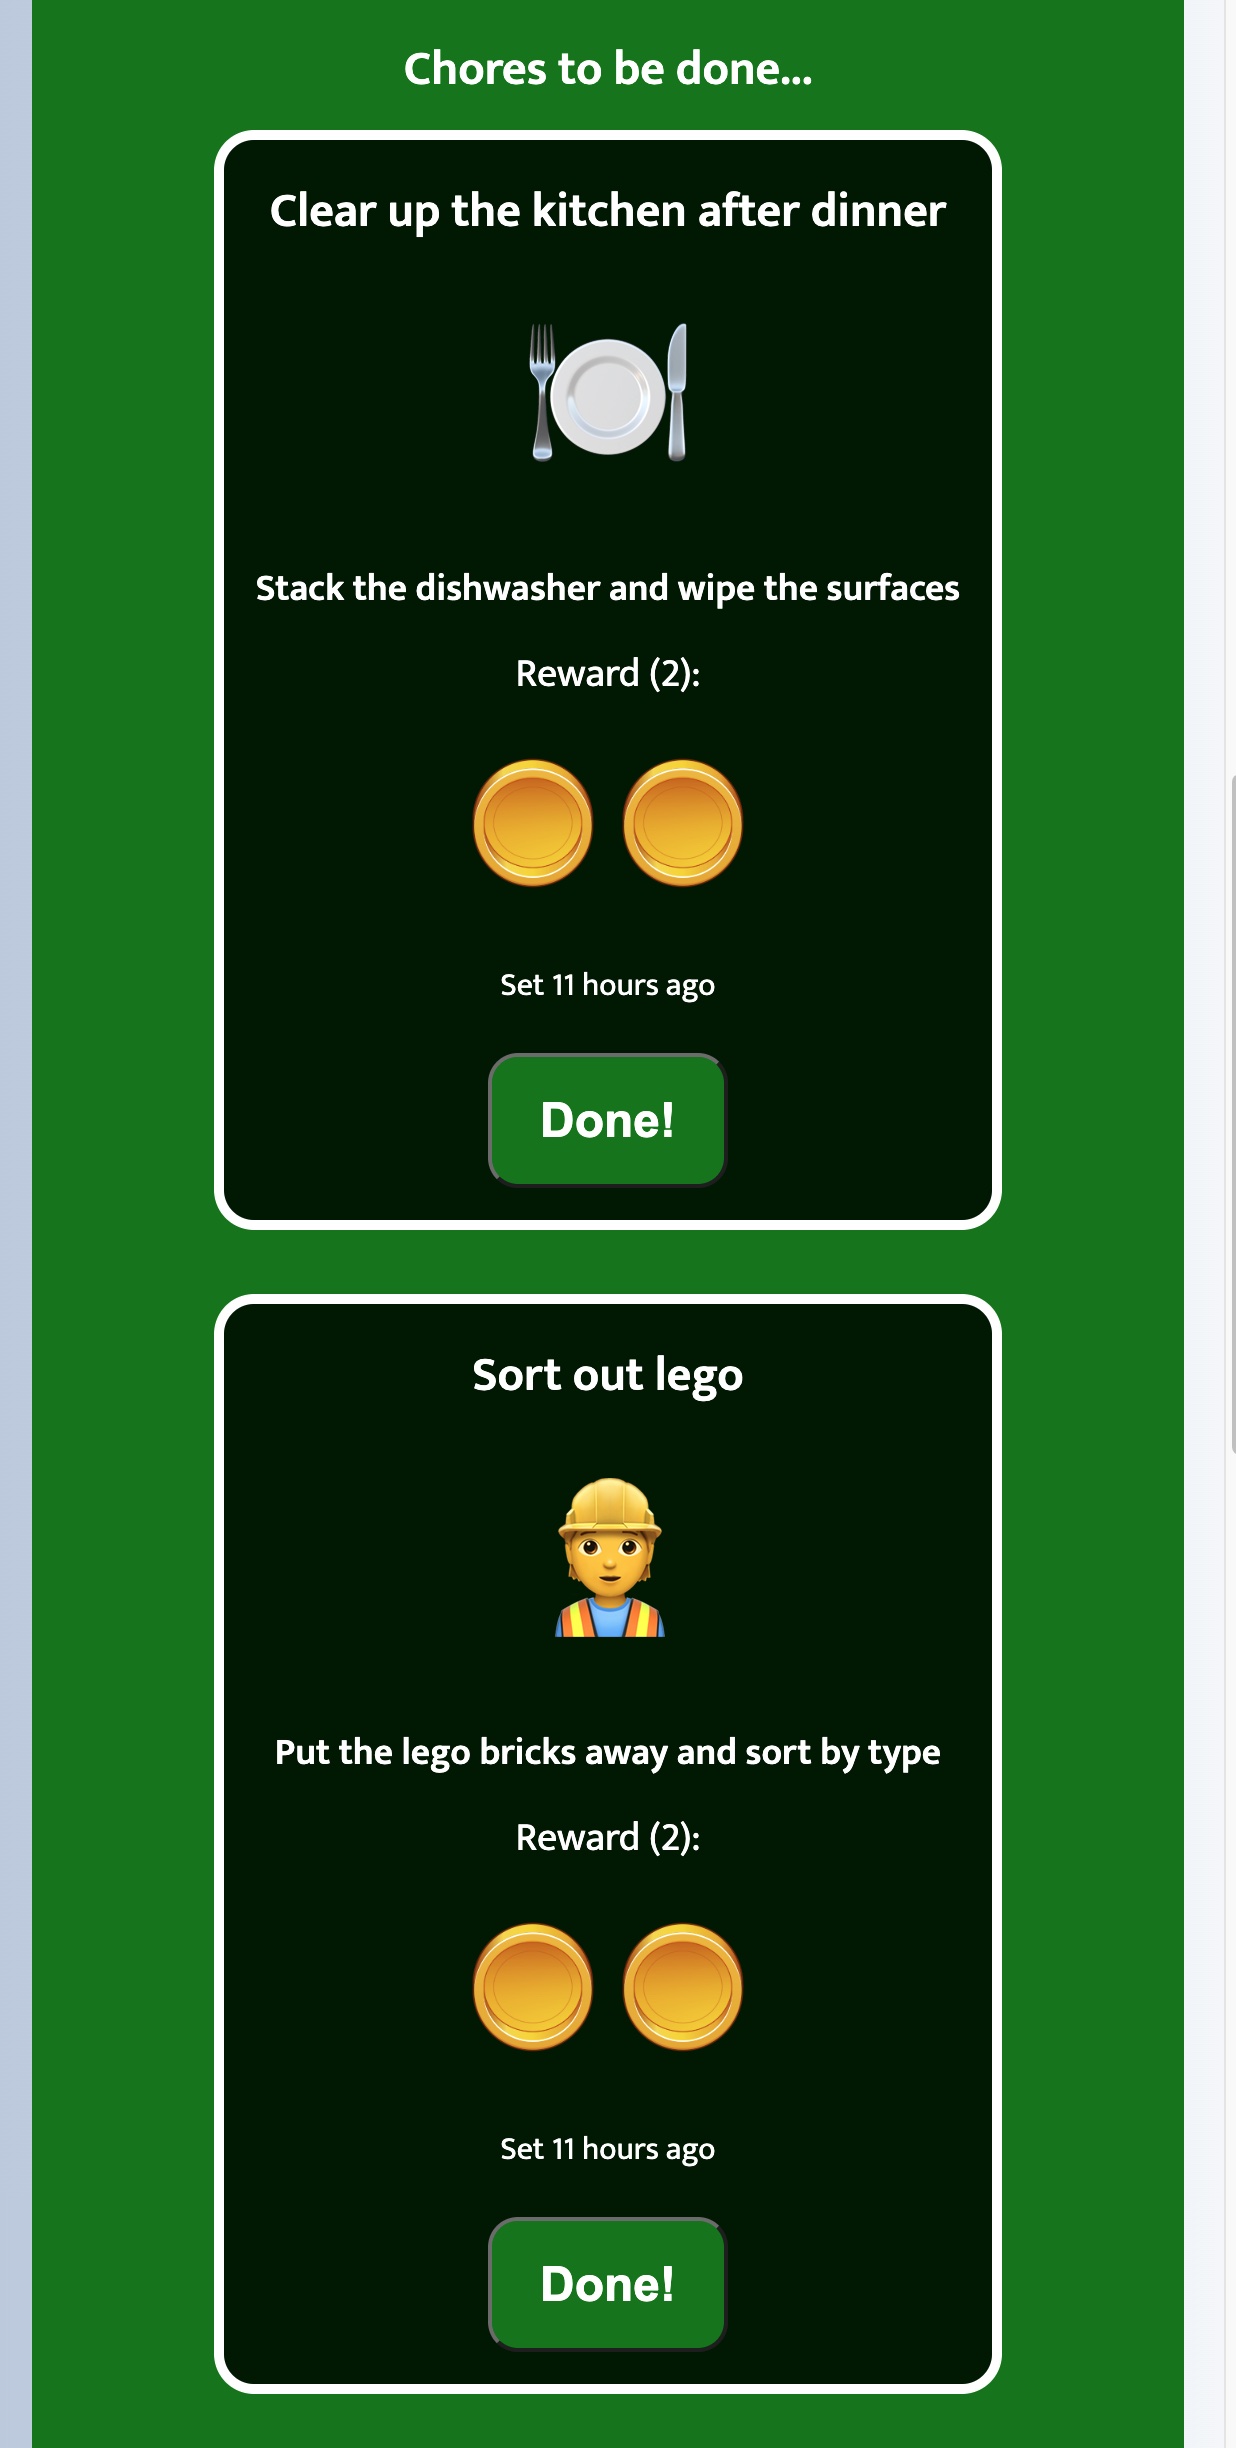 Chores to be done...
Clear up the kitchen after dinner
Stack the dishwasher and wipe the surfaces
Reward (2):
Set 11 hours ago
Done!
Sort out lego
Put the lego bricks away and sort by type
Reward (2):
Set 11 hours ago
Done!